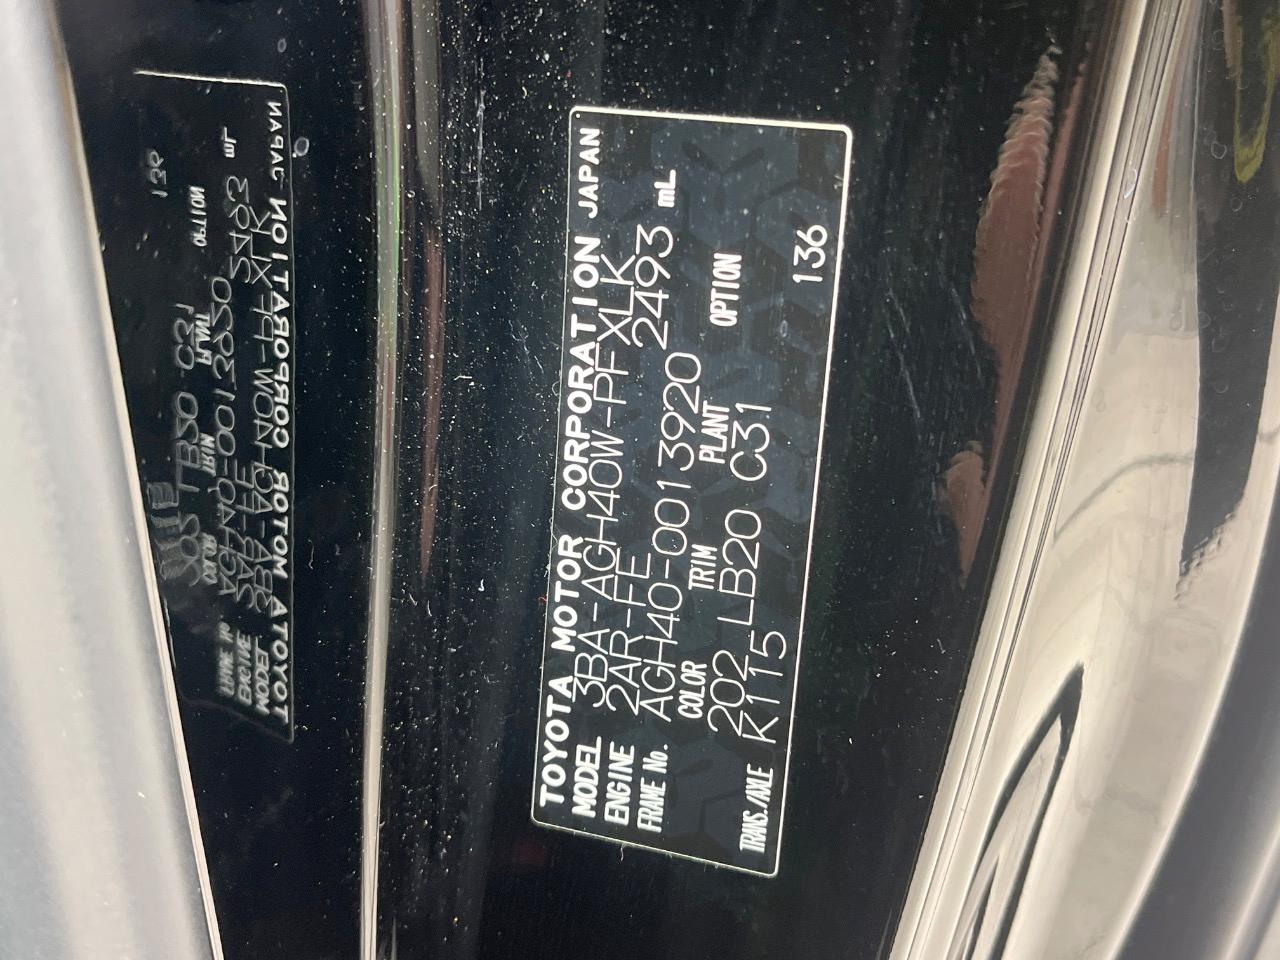 TOYOTA MOTOR CORPORATION JAPAN
MODEL 3BA-AGH40W-PFXLK
ENGINE 2AR-FE 2493 mL
FRAME No. AGH40-0013920
COLOR TRIM PLANT OPTION
202 LB20 C31
TRANS./AXLE K115 136